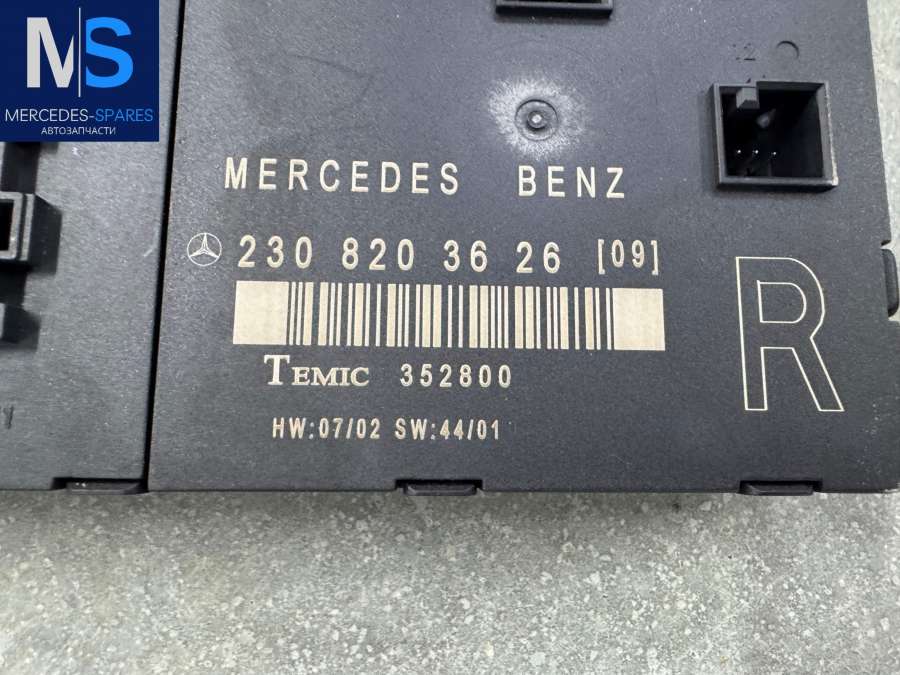 MS
MERCEDES-SPARES
АВТОЗАПЧАСТИ
12
MERCEDES BENZ
230 820 36 26 [09]
R
TEMIC 352800
HW:07/02 SW:44/01